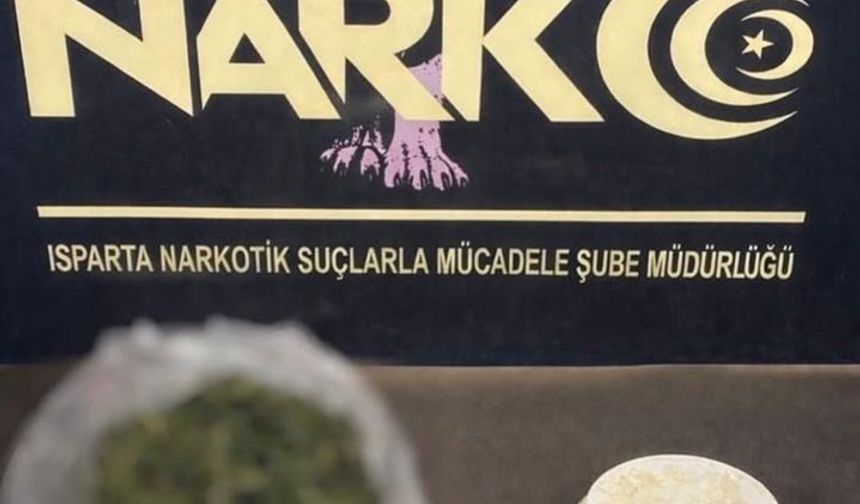 NARKO
ISPARTA NARKOTİK SUÇLARLA MÜCADELE ŞUBE MÜDÜRLÜĞÜ